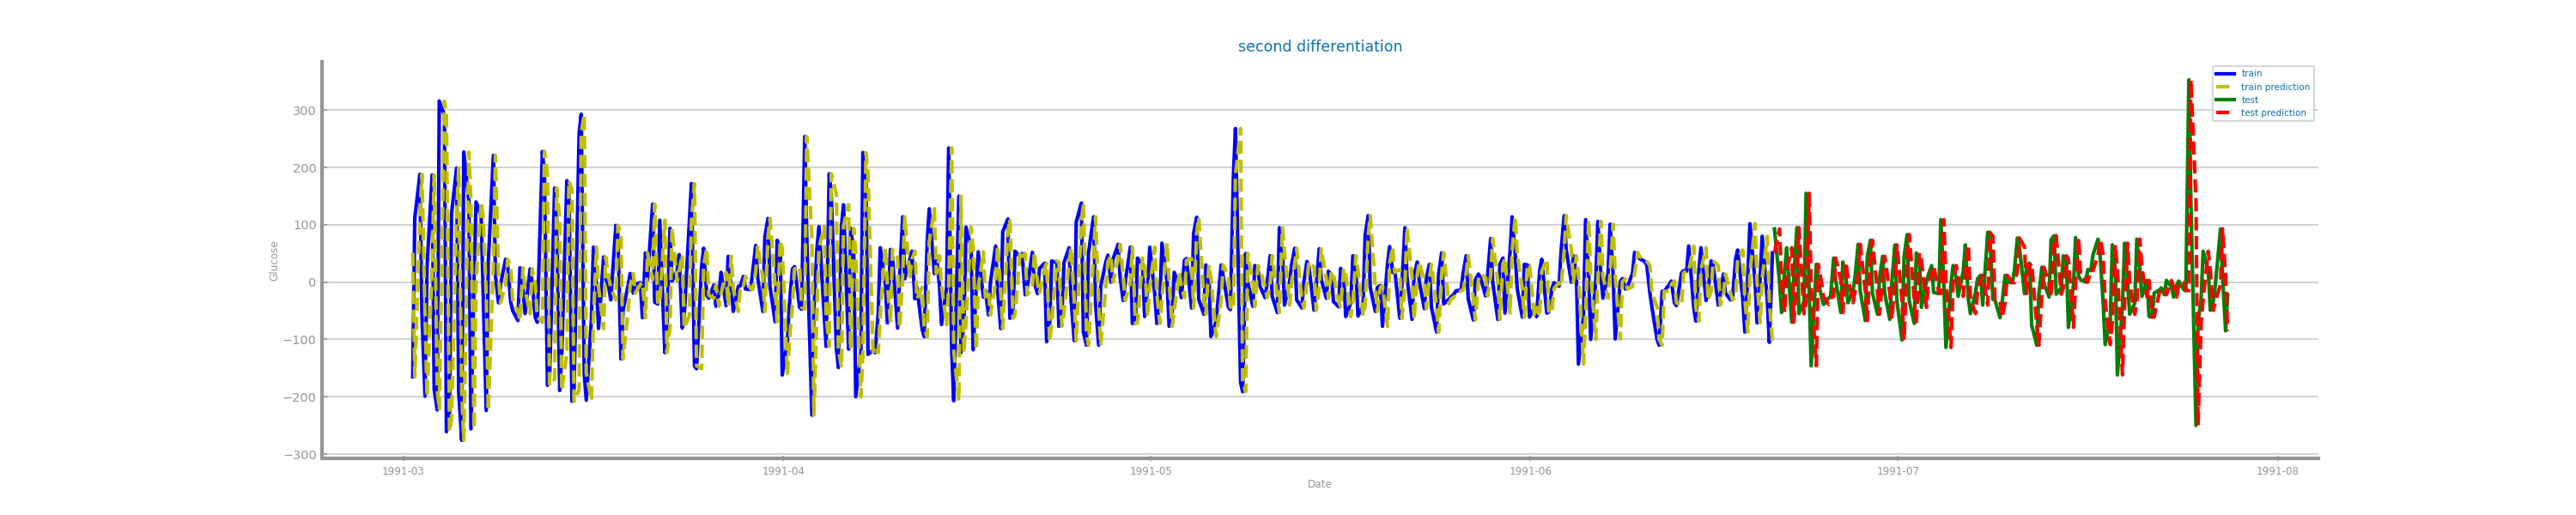 second differentiation
train
train prediction
test
test prediction
300
200
100
0
−100
−200
−300
Glucose
1991-03
1991-04
1991-05
1991-06
1991-07
1991-08
Date